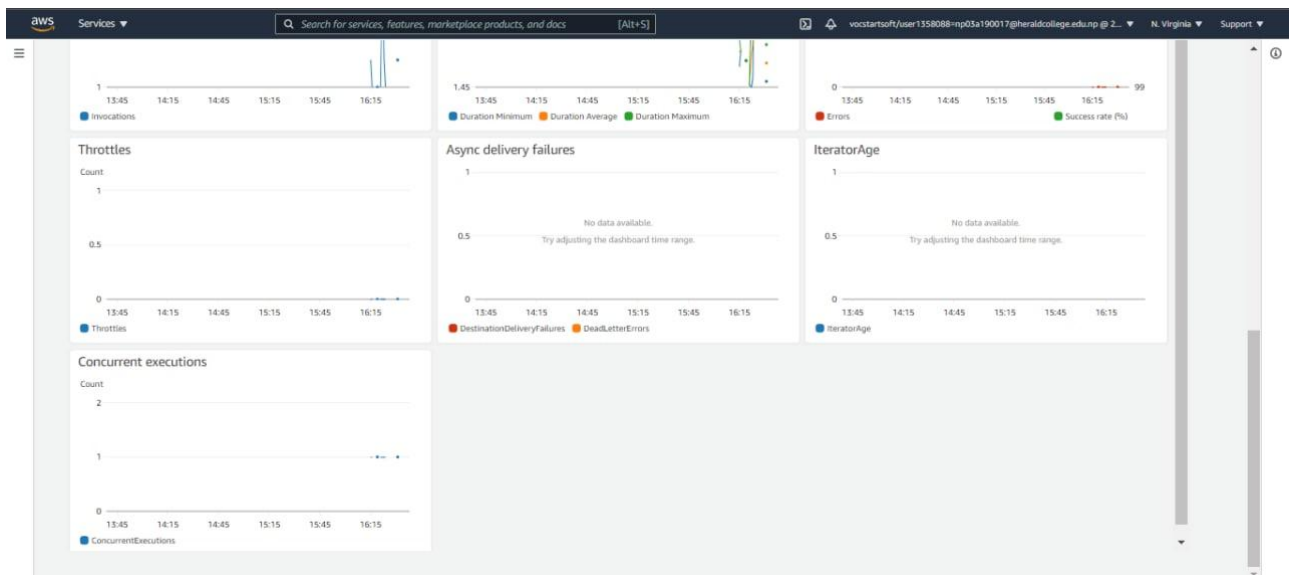 aws Services ▼ Search for services, features, marketplace products, and docs [Alt+S] vocstartsoft/user1358088=np03a190017@heraldcollege.edu.np @ 2... ▼ N. Virginia ▼ Support ▼
1
13:45 14:15 14:45 15:15 15:45 16:15
Invocations
1.45
13:45 14:15 14:45 15:15 15:45 16:15
Duration Minimum Duration Average Duration Maximum
0 99
13:45 14:15 14:45 15:15 15:45 16:15
Errors Success rate (%)
Throttles
Count
1
0.5
0
13:45 14:15 14:45 15:15 15:45 16:15
Throttles
Async delivery failures
1
No data available.
0.5
Try adjusting the dashboard time range.
0
13:45 14:15 14:45 15:15 15:45 16:15
DestinationDeliveryFailures DeadLetterErrors
IteratorAge
1
No data available.
0.5
Try adjusting the dashboard time range.
0
13:45 14:15 14:45 15:15 15:45 16:15
IteratorAge
Concurrent executions
Count
2
1
0
13:45 14:15 14:45 15:15 15:45 16:15
ConcurrentExecutions